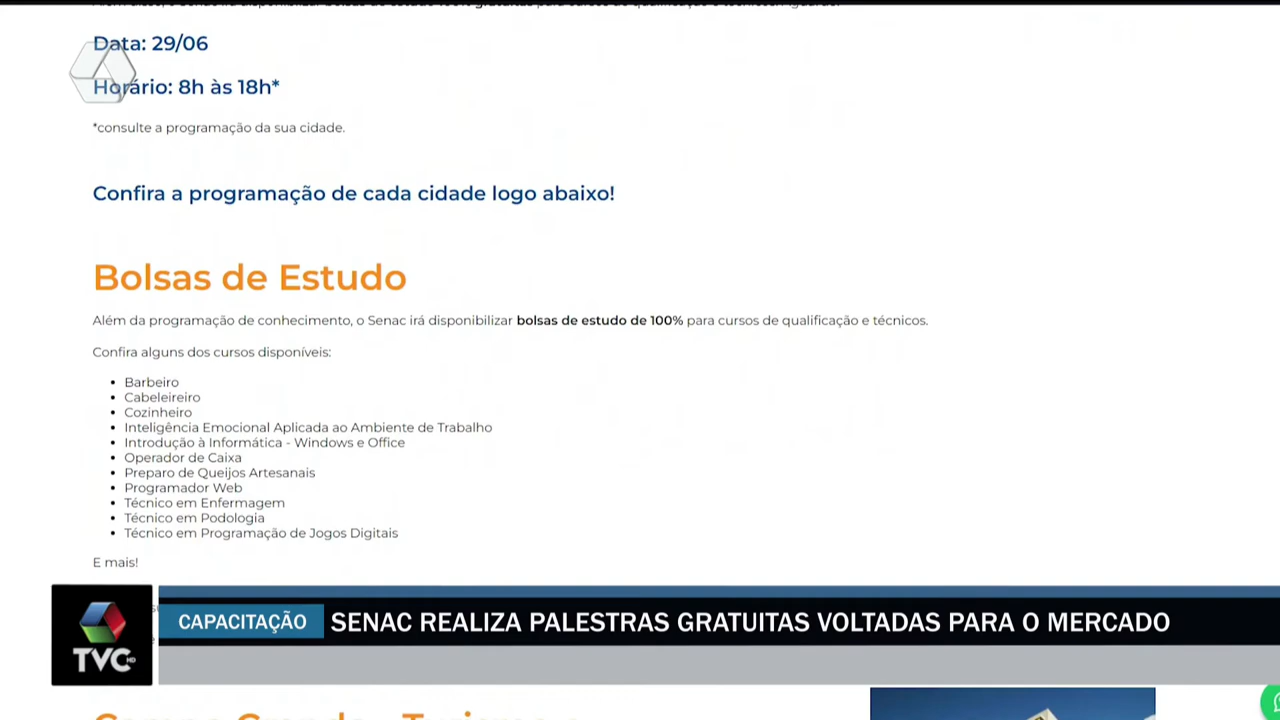 Data: 29/06
Horário: 8h às 18h*
*consulte a programação da sua cidade.
Confira a programação de cada cidade logo abaixo!
Bolsas de Estudo
Além da programação de conhecimento, o Senac irá disponibilizar bolsas de estudo de 100% para cursos de qualificação e técnicos.
Confira alguns dos cursos disponíveis:
• Barbeiro
• Cabeleireiro
• Cozinheiro
• Inteligência Emocional Aplicada ao Ambiente de Trabalho
• Introdução à Informática - Windows e Office
• Operador de Caixa
• Preparo de Queijos Artesanais
• Programador Web
• Técnico em Enfermagem
• Técnico em Podologia
• Técnico em Programação de Jogos Digitais
E mais!
CAPACITAÇÃO SENAC REALIZA PALESTRAS GRATUITAS VOLTADAS PARA O MERCADO
TVC HD